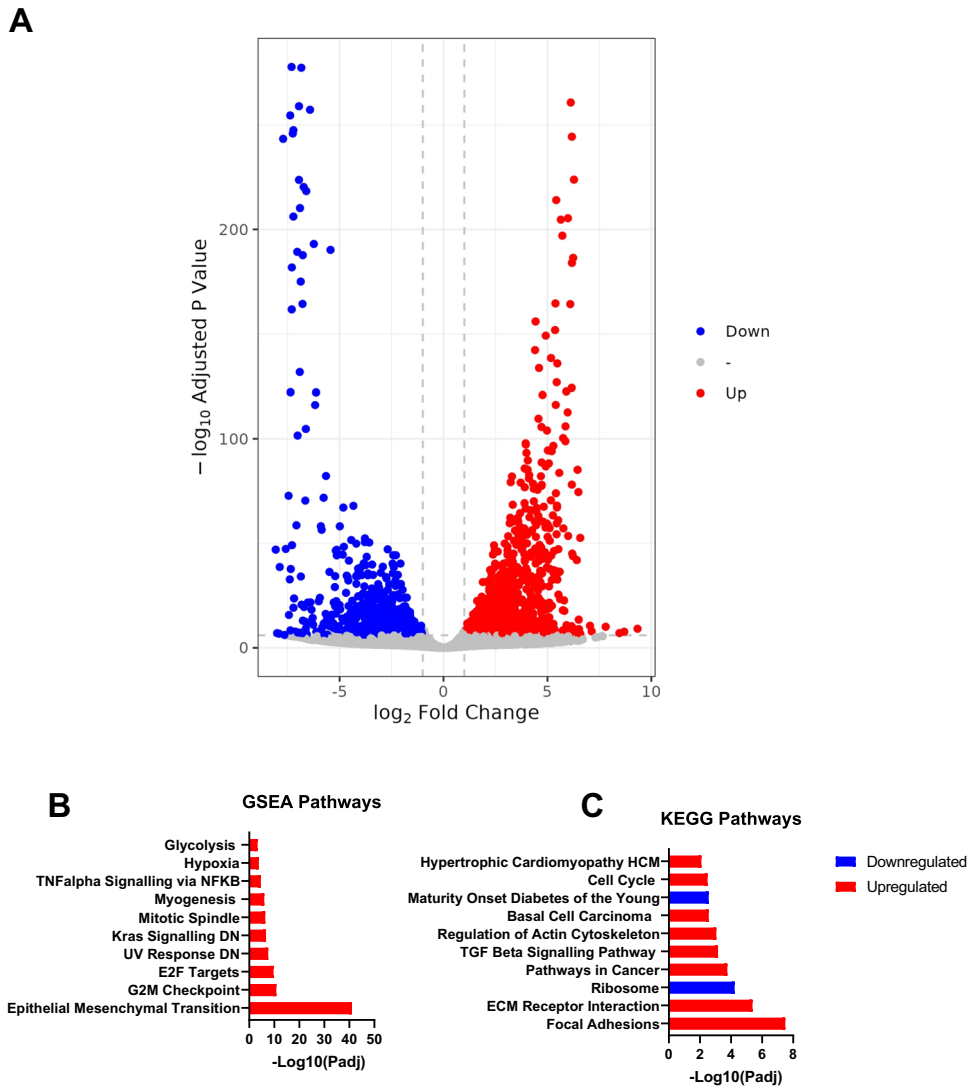 A
− log10 Adjusted P Value
200
100
0
-5
0
5
10
log2 Fold Change
Down
-
Up
B
GSEA Pathways
Glycolysis
Hypoxia
TNFalpha Signalling via NFKB
Myogenesis
Mitotic Spindle
Kras Signalling DN
UV Response DN
E2F Targets
G2M Checkpoint
Epithelial Mesenchymal Transition
0 10 20 30 40 50
-Log10(Padj)
C
KEGG Pathways
Hypertrophic Cardiomyopathy HCM
Cell Cycle
Maturity Onset Diabetes of the Young
Basal Cell Carcinoma
Regulation of Actin Cytoskeleton
TGF Beta Signalling Pathway
Pathways in Cancer
Ribosome
ECM Receptor Interaction
Focal Adhesions
0 2 4 6 8
-Log10(Padj)
Downregulated
Upregulated